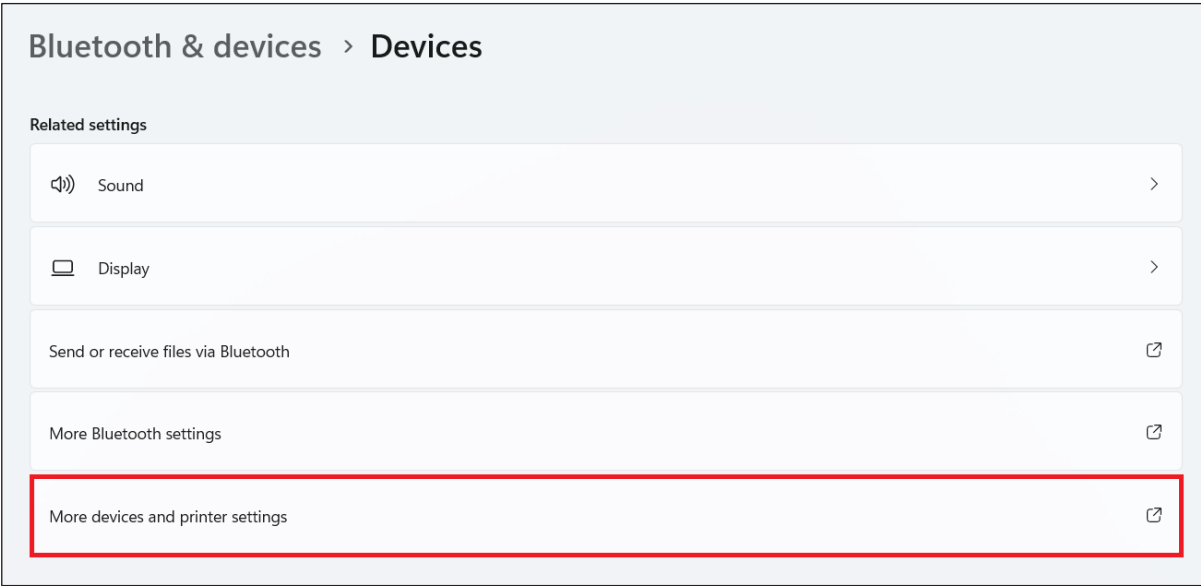 Bluetooth & devices > Devices
Related settings
Sound
Display
Send or receive files via Bluetooth
More Bluetooth settings
More devices and printer settings